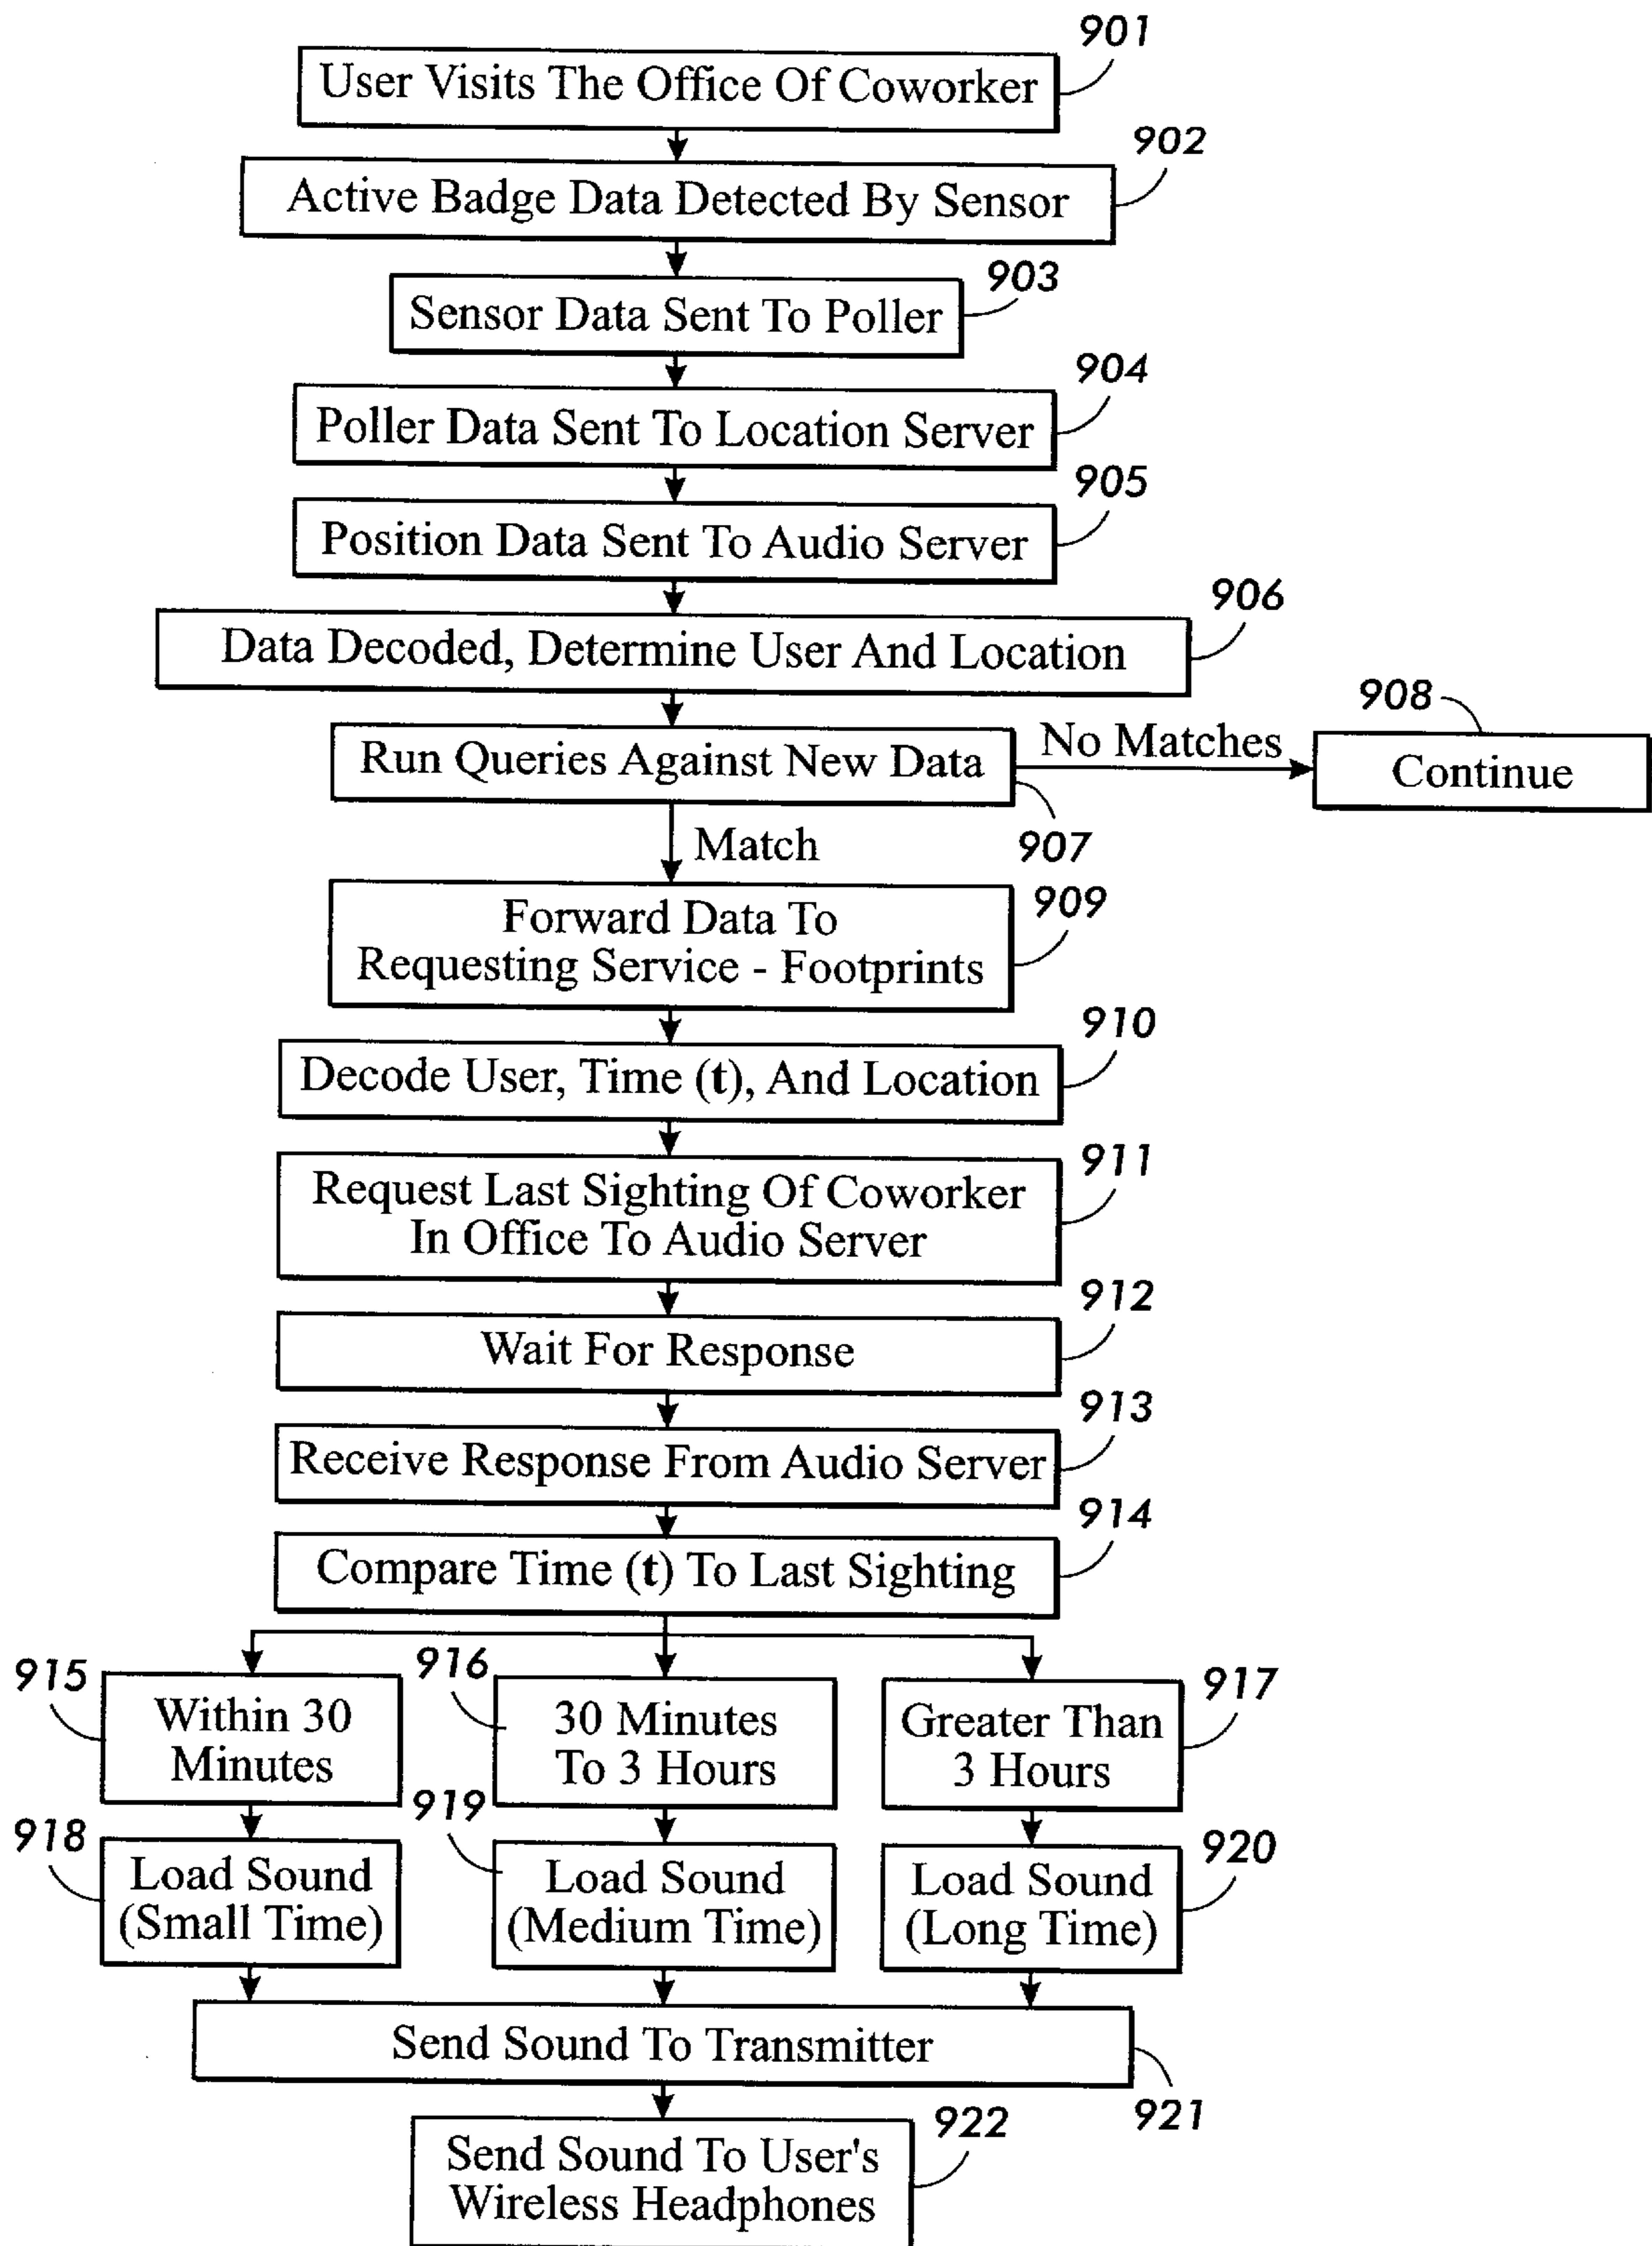 901
User Visits The Office Of Coworker
902
Active Badge Data Detected By Sensor
903
Sensor Data Sent To Poller
904
Poller Data Sent To Location Server
905
Position Data Sent To Audio Server
906
Data Decoded, Determine User And Location
908
Run Queries Against New Data
No Matches
Continue
907
Match
909
Forward Data To
Requesting Service - Footprints
910
Decode User, Time (t), And Location
911
Request Last Sighting Of Coworker
In Office To Audio Server
912
Wait For Response
913
Receive Response From Audio Server
914
Compare Time (t) To Last Sighting
915
Within 30
Minutes
916
30 Minutes
To 3 Hours
917
Greater Than
3 Hours
918
Load Sound
(Small Time)
919
Load Sound
(Medium Time)
920
Load Sound
(Long Time)
Send Sound To Transmitter
921
922
Send Sound To User's
Wireless Headphones